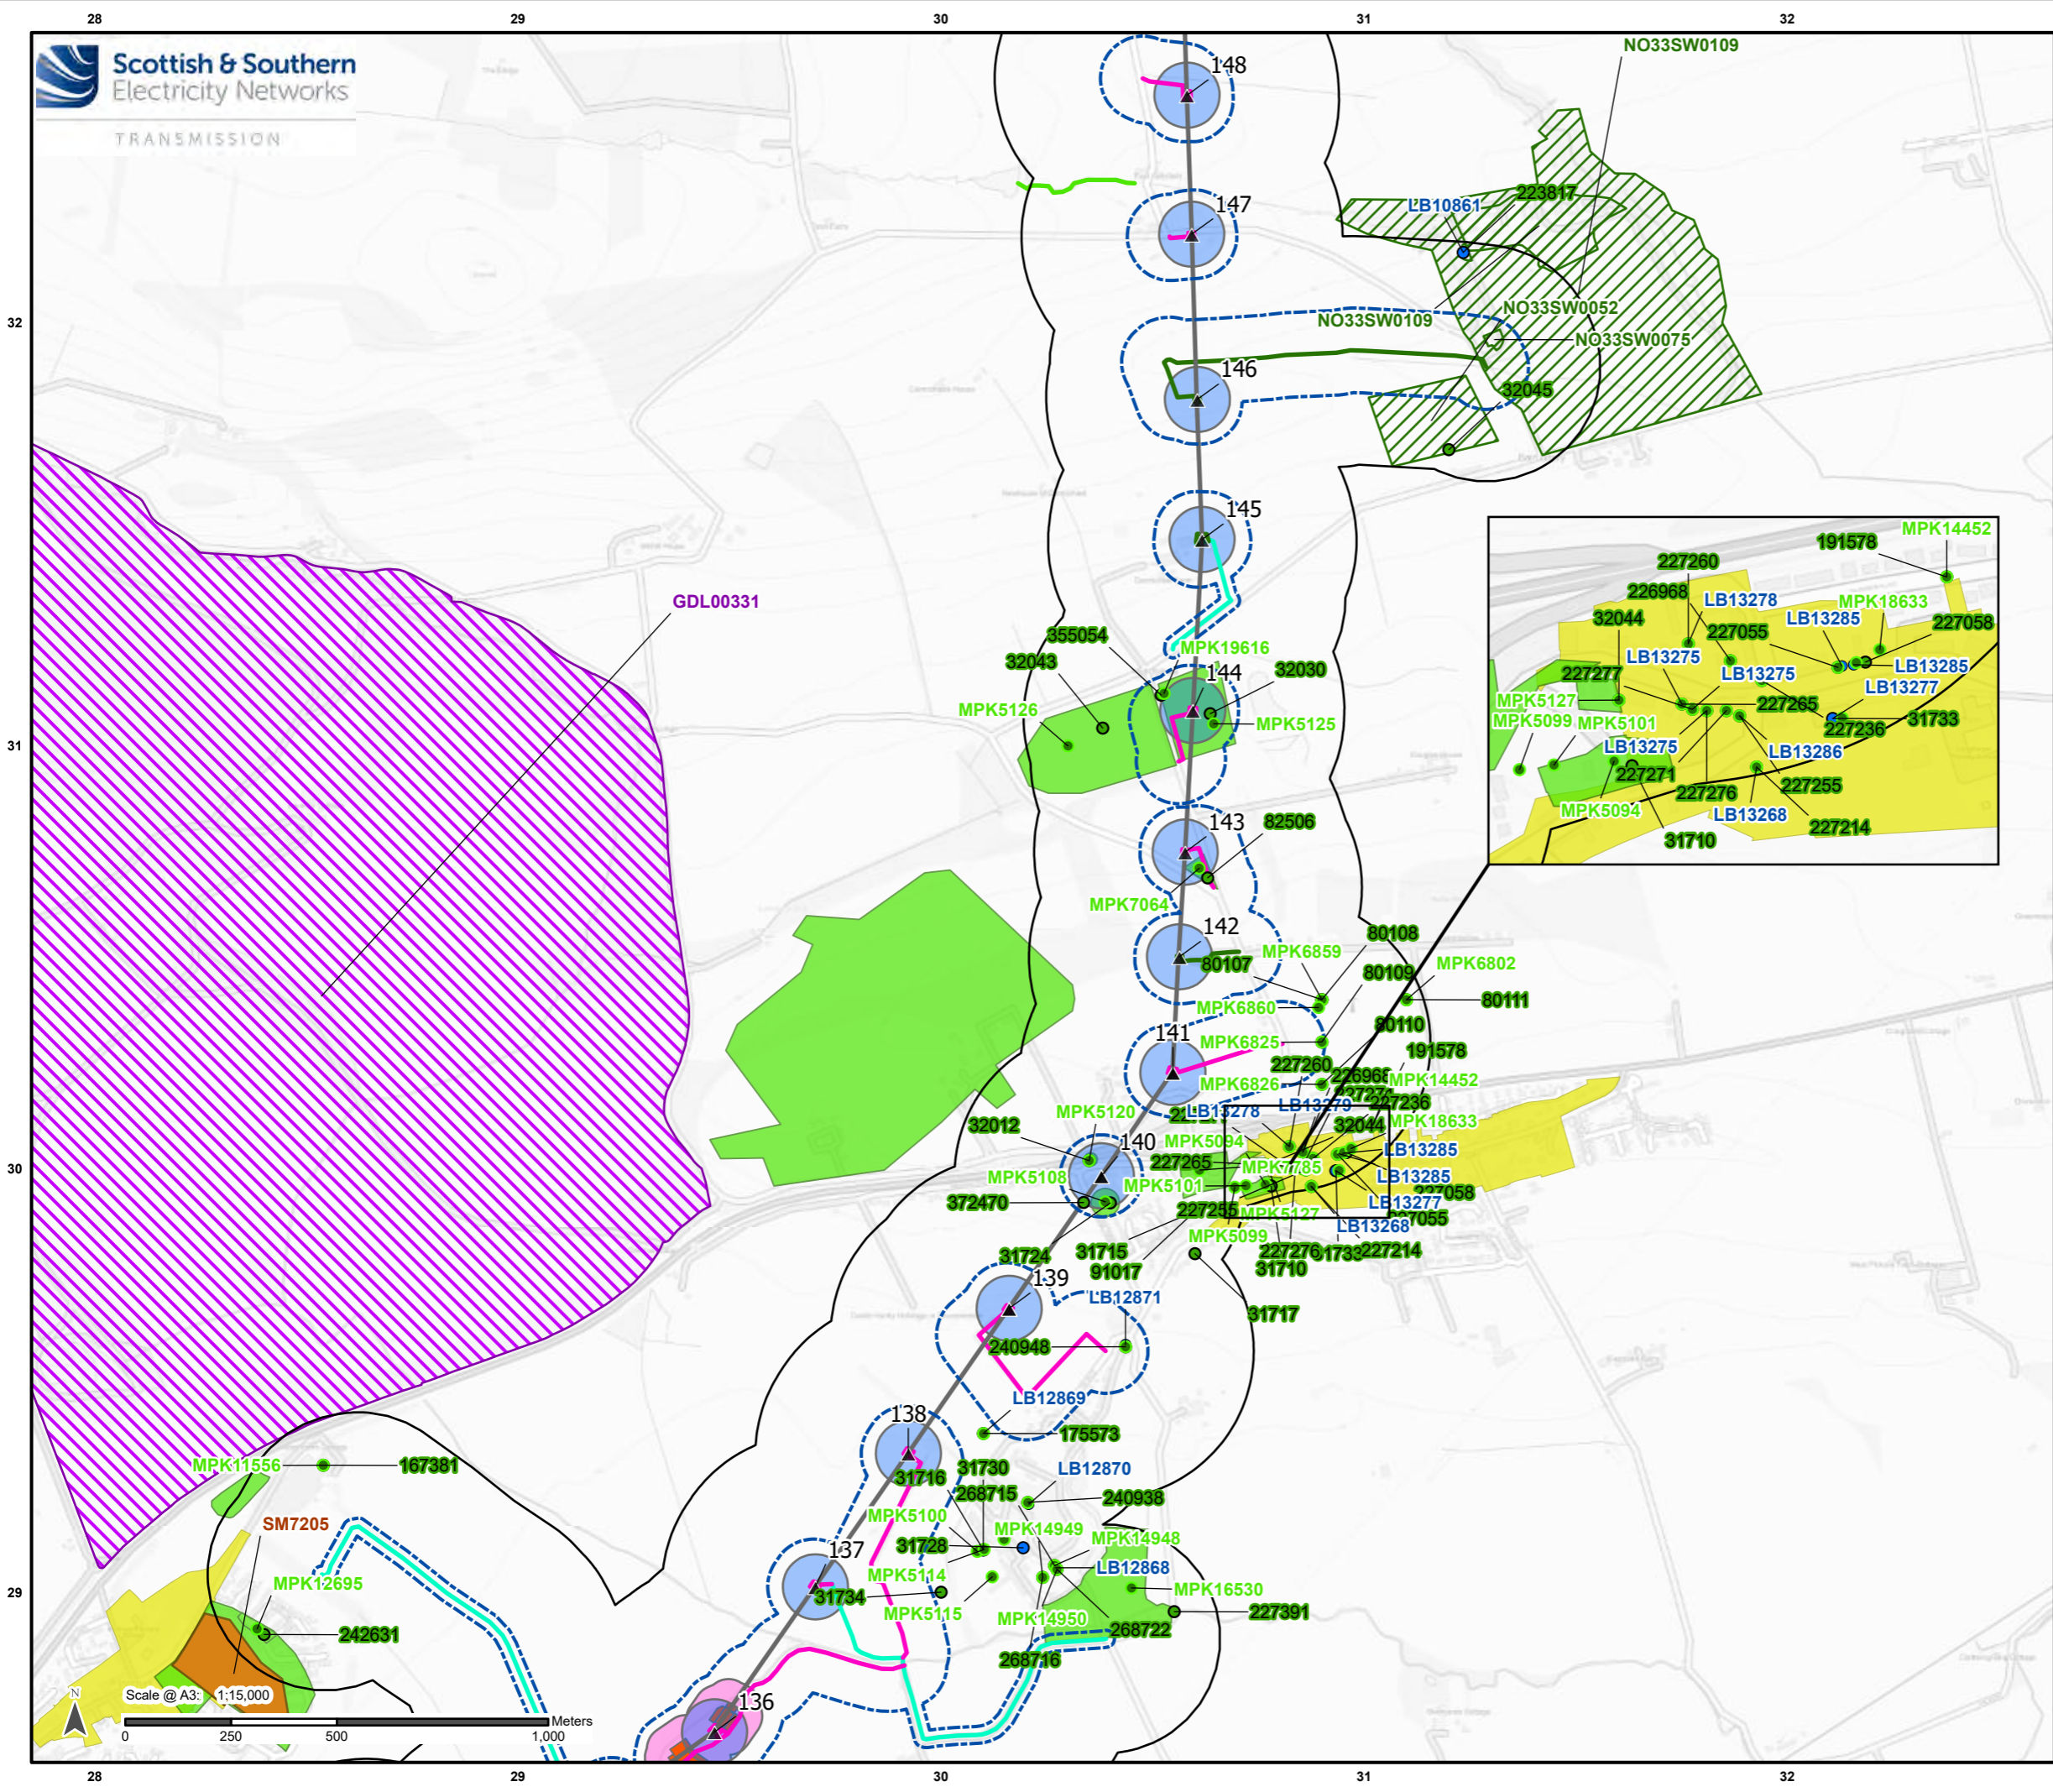 28 29 30 31 32
Scottish & Southern
Electricity Networks
TRANSMISSION
NO33SW0109
148
LB10861 223817
147
32
NO33SW0052
NO33SW0109
NO33SW0075
146
32045
145
MPK14452
191578
227260
GDL00331
226968 LB13278 MPK18633
32044 LB13285 227058
227055
LB13275 LB13275 LB13285
227277 LB13277
MPK5127 227265 31733
MPK5099 MPK5101 227236
LB13275 LB13286
227271 227255
227276
MPK5094 LB13268 227214
31710
355054 MPK19616
32043 144 32030
MPK5126 MPK5125
31
143 82506
MPK7064
142 80108
80107 MPK6859 MPK6802
80109
MPK6860 80111
80110
141 MPK6825
227260 191578
MPK6826 226968 MPK14452
227236
MPK5120 LB13278 LB13279
32012 140 32044 MPK18633
MPK5094 LB13285
30
227265 MPK7785
MPK5108 MPK5101 LB13285
372470 227058
LB13277
227255 MPK5127 227055
LB13268
MPK5099
31724 31715 227276 31733 227214
91017 31710
139
LB12871
31717
240948
LB12869
138
175573
MPK11556 167381
31716 31730 LB12870
268715 240938
MPK5100 MPK14949
SM7205 MPK14948
31728
137 LB12868
MPK5114
MPK12695 MPK16530
29
31734
MPK5115 MPK14950 227391
242631 268722
268716
N
Scale @ A3: 1:15,000
136
Meters
0 250 500 1,000
28 29 30 31 32